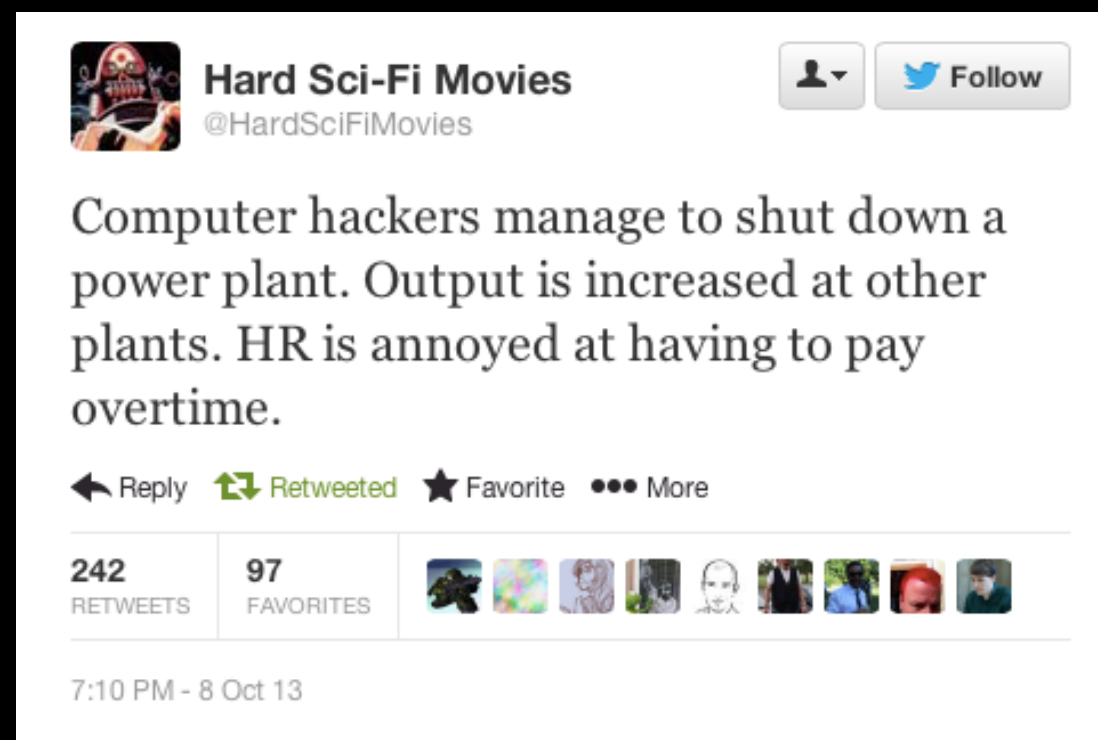 Hard Sci-Fi Movies
@HardSciFiMovies
Follow
Computer hackers manage to shut down a
power plant. Output is increased at other
plants. HR is annoyed at having to pay
overtime.
Reply Retweeted Favorite More
242 97
RETWEETS FAVORITES
7:10 PM - 8 Oct 13